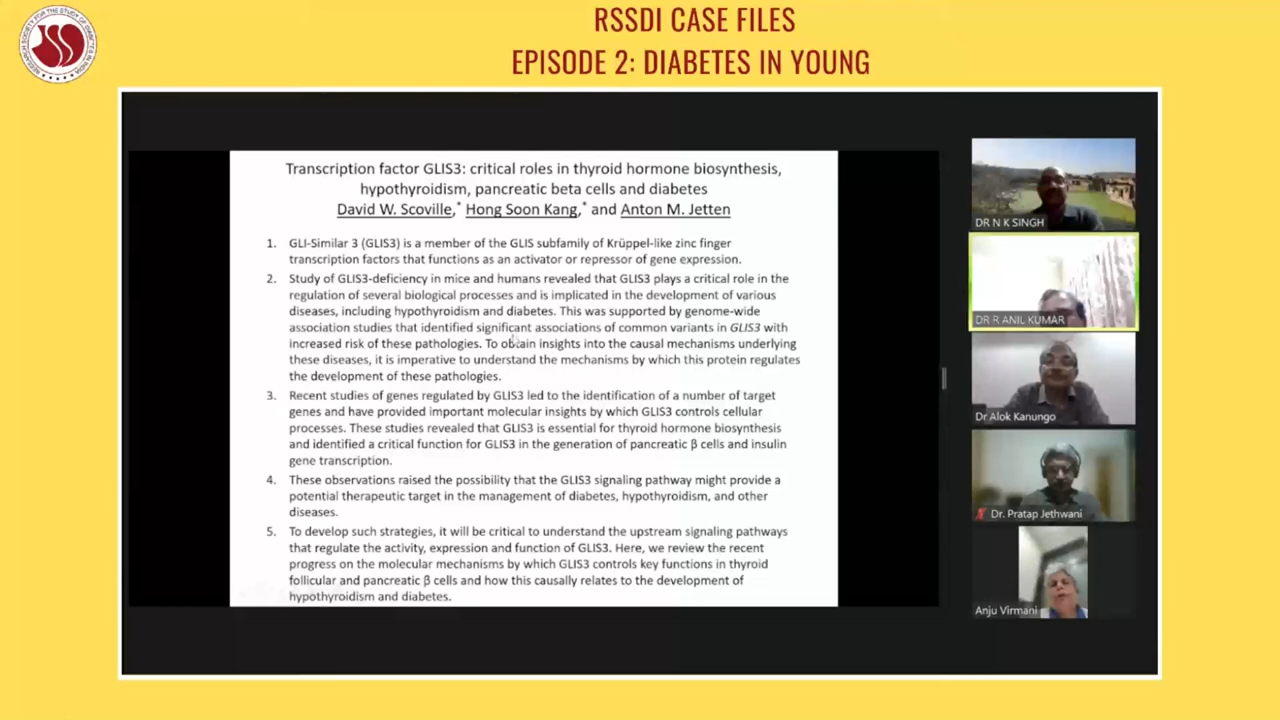 RSSDI CASE FILES
EPISODE 2: DIABETES IN YOUNG
RESEARCH SOCIETY FOR THE STUDY OF DIABETES IN INDIA
Transcription factor GLIS3: critical roles in thyroid hormone biosynthesis,
hypothyroidism, pancreatic beta cells and diabetes
David W. Scoville,* Hong Soon Kang,* and Anton M. Jetten
1. GLI-Similar 3 (GLIS3) is a member of the GLIS subfamily of Krüppel-like zinc finger
transcription factors that functions as an activator or repressor of gene expression.
2. Study of GLIS3-deficiency in mice and humans revealed that GLIS3 plays a critical role in the
regulation of several biological processes and is implicated in the development of various
diseases, including hypothyroidism and diabetes. This was supported by genome-wide
association studies that identified significant associations of common variants in GLIS3 with
increased risk of these pathologies. To obtain insights into the causal mechanisms underlying
these diseases, it is imperative to understand the mechanisms by which this protein regulates
the development of these pathologies.
3. Recent studies of genes regulated by GLIS3 led to the identification of a number of target
genes and have provided important molecular insights by which GLIS3 controls cellular
processes. These studies revealed that GLIS3 is essential for thyroid hormone biosynthesis
and identified a critical function for GLIS3 in the generation of pancreatic β cells and insulin
gene transcription.
4. These observations raised the possibility that the GLIS3 signaling pathway might provide a
potential therapeutic target in the management of diabetes, hypothyroidism, and other
diseases.
5. To develop such strategies, it will be critical to understand the upstream signaling pathways
that regulate the activity, expression and function of GLIS3. Here, we review the recent
progress on the molecular mechanisms by which GLIS3 controls key functions in thyroid
follicular and pancreatic β cells and how this causally relates to the development of
hypothyroidism and diabetes.
DR N K SINGH
DR R ANIL KUMAR
Dr Alok Kanungo
Dr. Pratap Jethwani
Anju Virmani